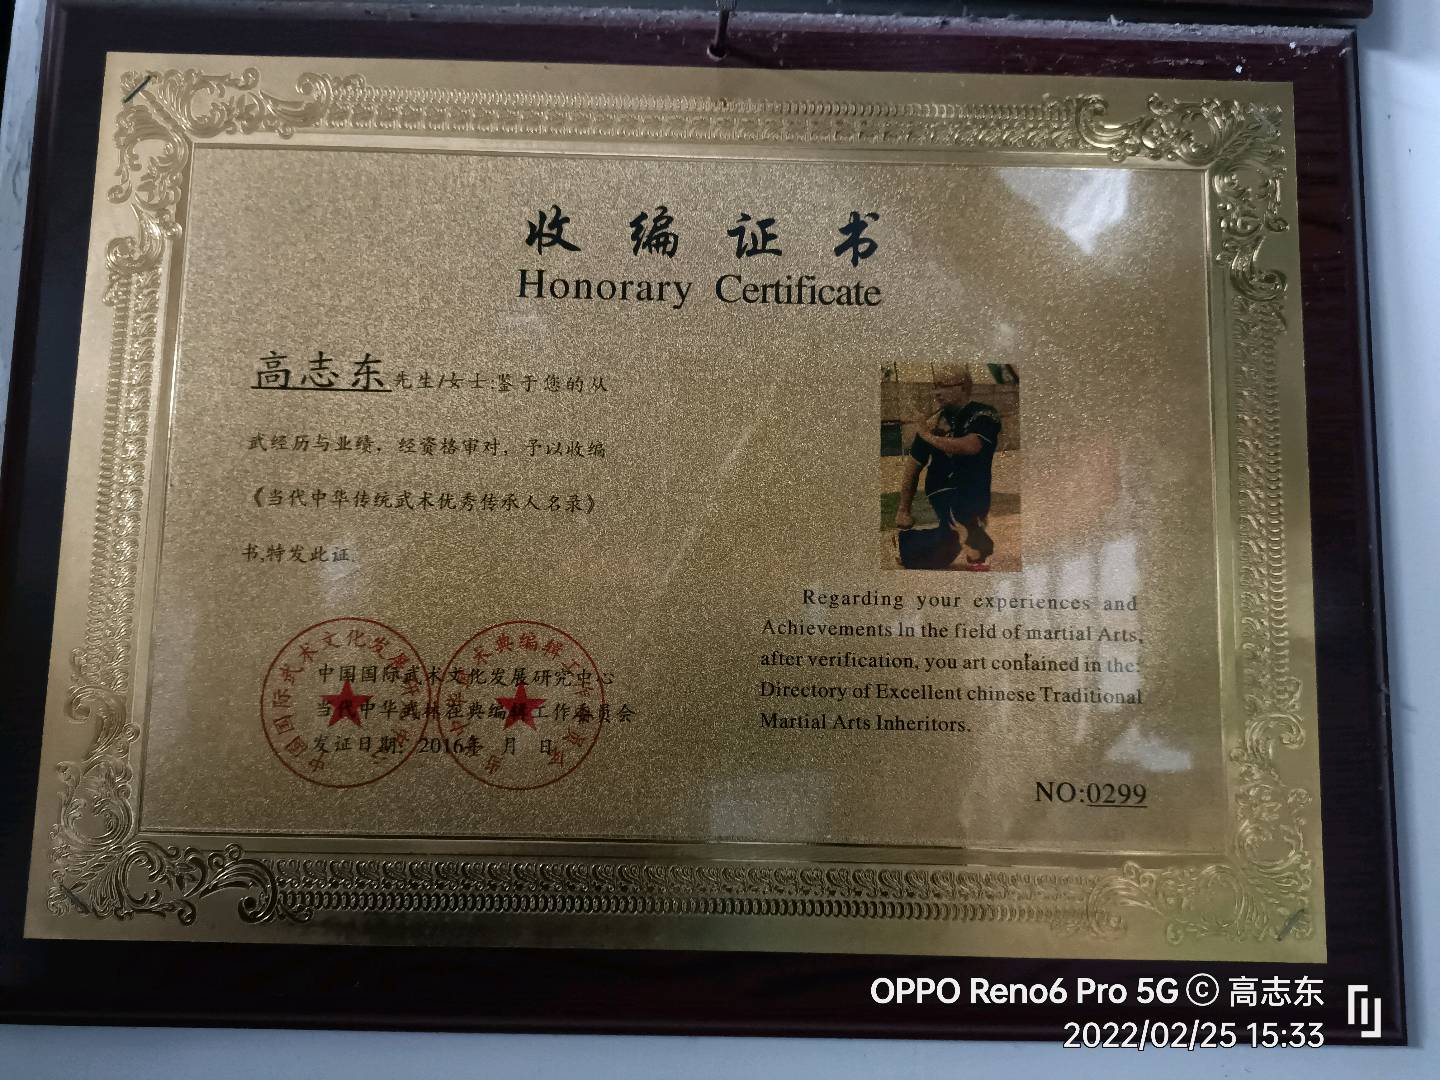 收编证书
Honorary Certificate
高志东先生/女士:鉴于您的从
武经历与业绩，经资格审对，予以收编
《当代中华传统武术优秀传承人名录》
书,特发此证.
Regarding your experiences and
Achievements In the field of martial Arts,
after verification, you art contained in the:
Directory of Excellent chinese Traditional
Martial Arts Inheritors.
中国国际武术文化发展研究中心
当代中华武林在典编辑工作委员会
发证日期: 2016年 月 日
NO:0299
OPPO Reno6 Pro 5G © 高志东
2022/02/25 15:33